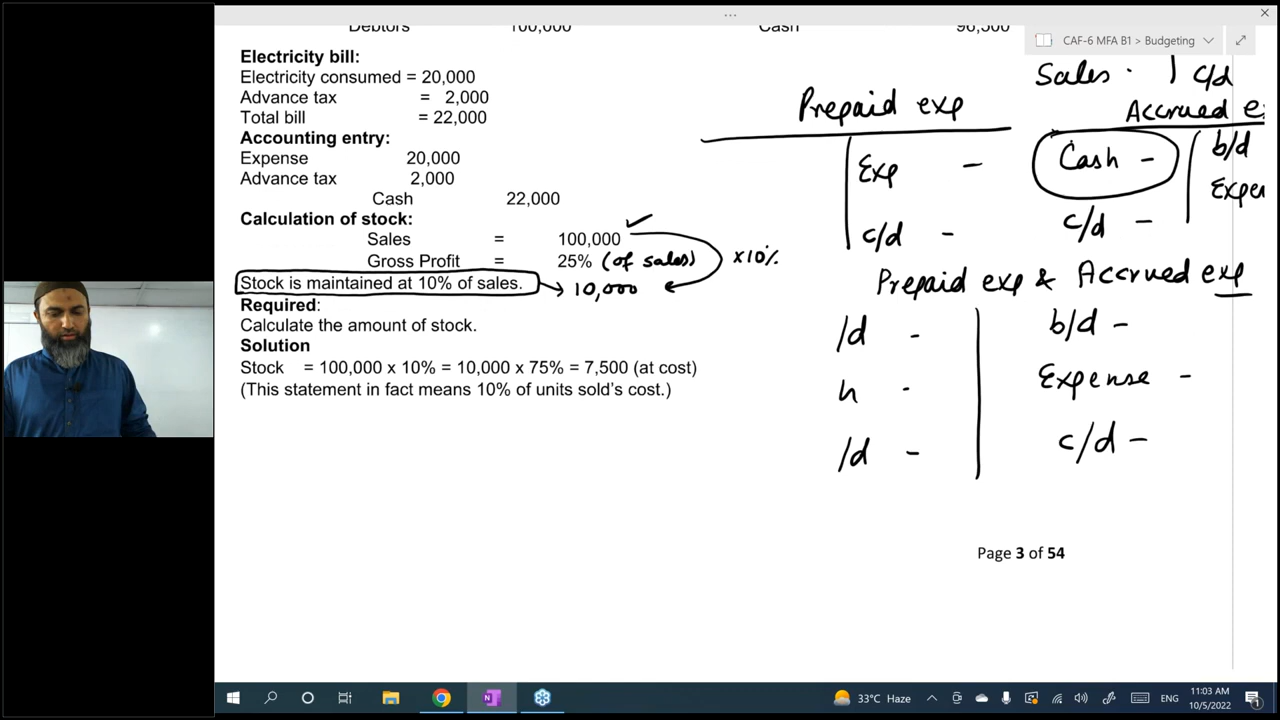 CAF-6 MFA B1 > Budgeting
Debtors 100,000 Cash 96,500
Electricity bill:
Electricity consumed = 20,000
Advance tax = 2,000
Total bill = 22,000
Accounting entry:
Expense 20,000
Advance tax 2,000
Cash 22,000
Calculation of stock:
Sales = 100,000
Gross Profit = 25% (of sales)
×10%
Stock is maintained at 10% of sales. 10,000
Required:
Calculate the amount of stock.
Solution
Stock = 100,000 x 10% = 10,000 x 75% = 7,500 (at cost)
(This statement in fact means 10% of units sold's cost.)
Sales. c/d
Prepaid exp
Exp -
c/d -
Accrued e
Cash - b/d
Expe
c/d -
Prepaid exp & Accrued exp
/d - b/d -
h - Expense -
/d - c/d -
Page 3 of 54
33°C Haze
ENG
11:03 AM
10/5/2022
1